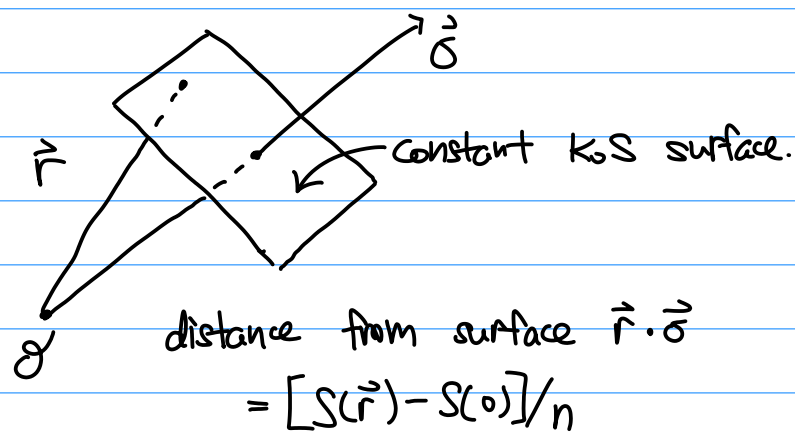 σ⃗
r⃗
constant k₀S surface.
O
distance from surface r⃗ · σ⃗
= [S(r⃗) - S(0)]/n